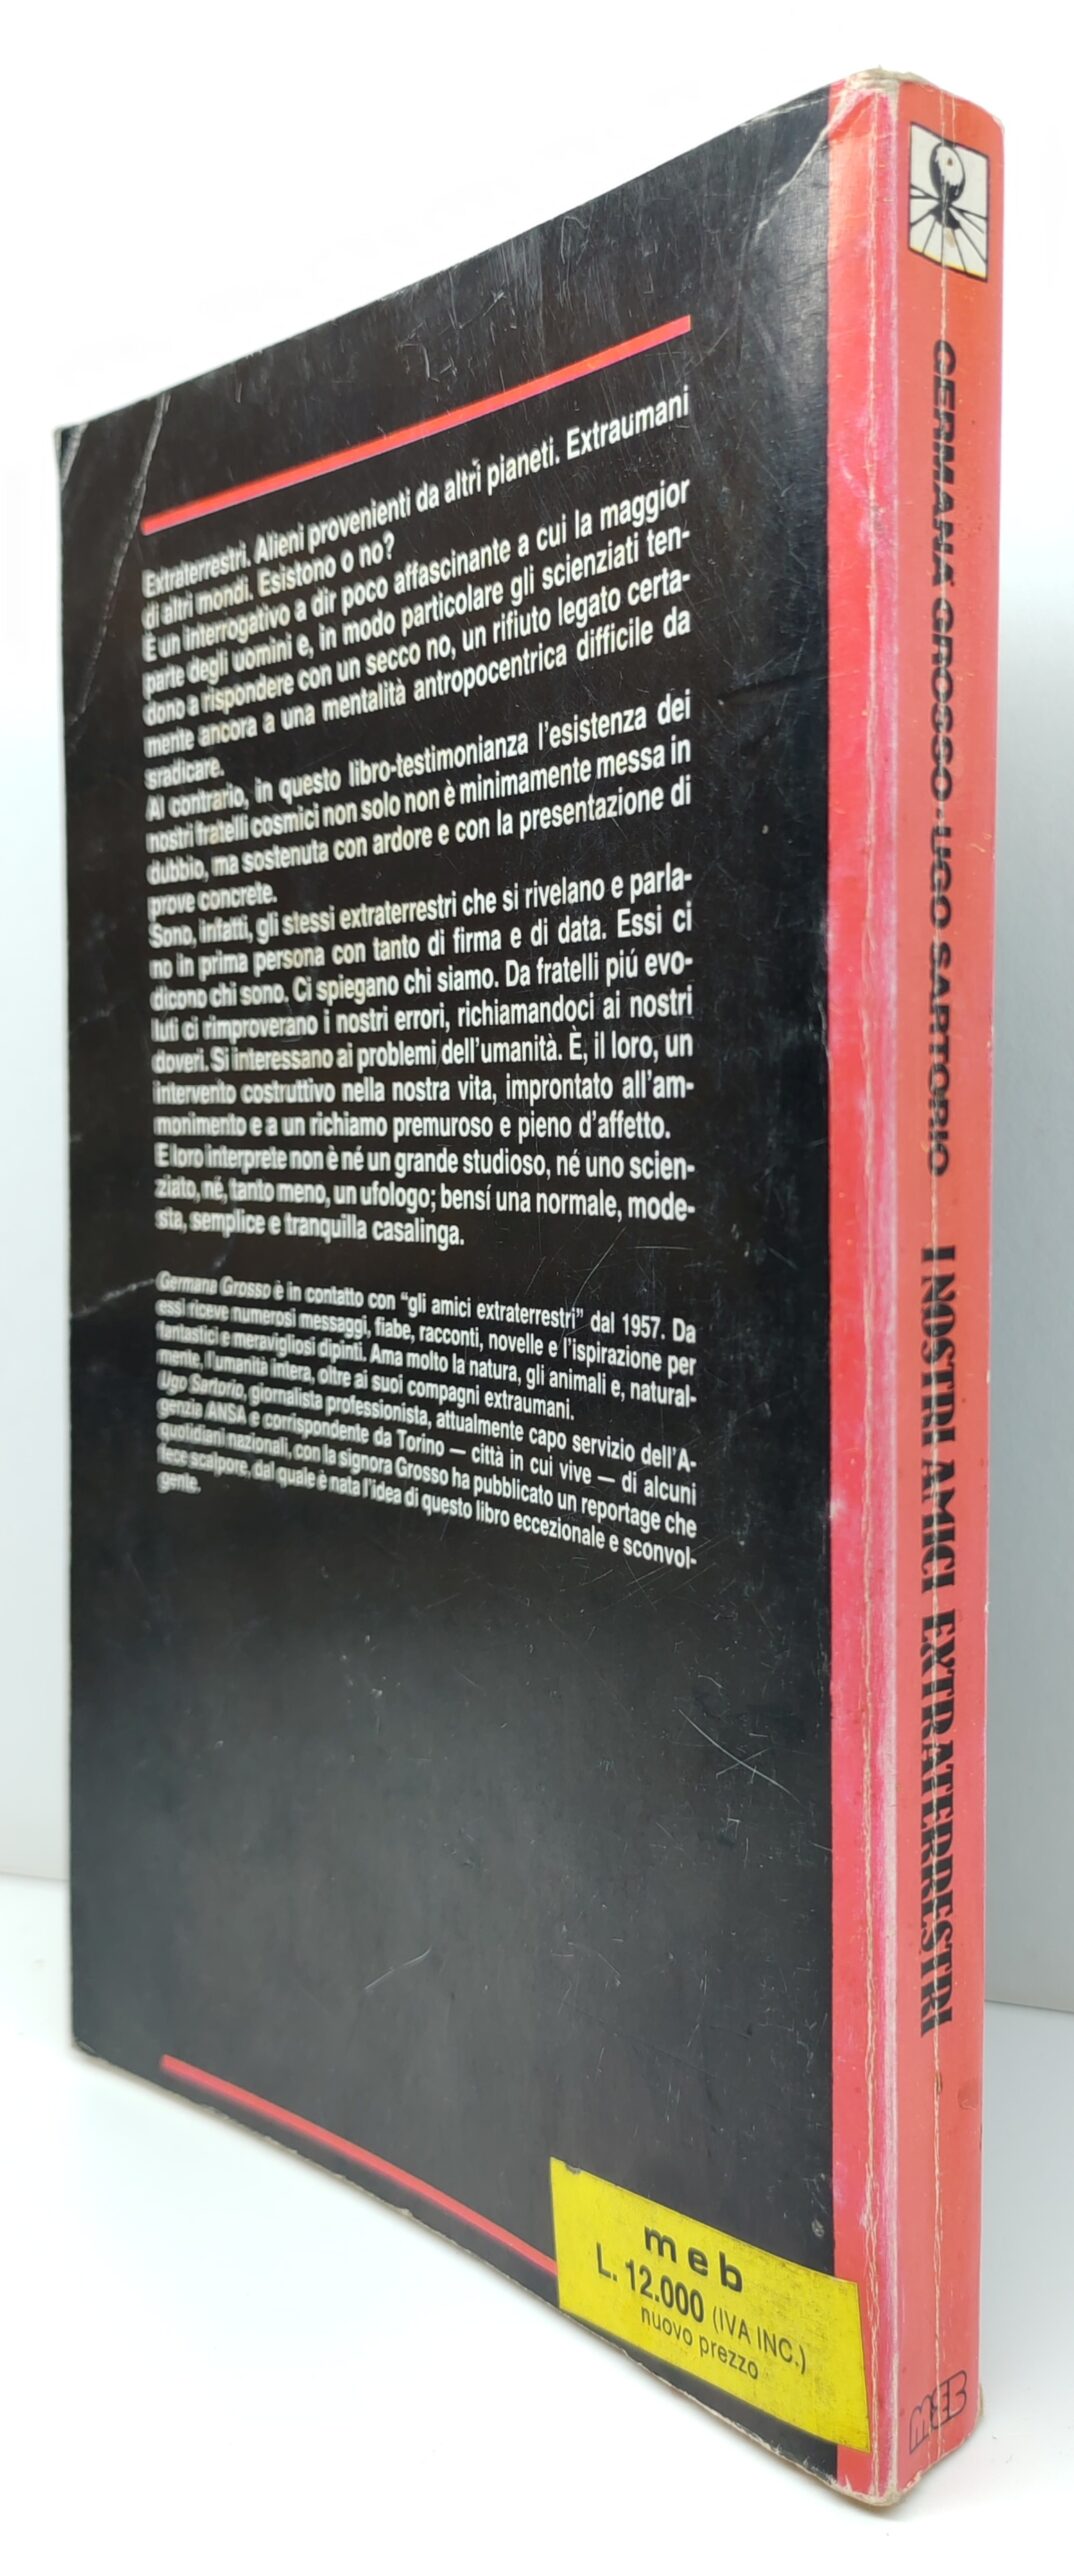 Extraterrestri. Alieni provenienti da altri pianeti. Extraumani
di altri mondi. Esistono o no?
È un interrogativo a dir poco affascinante a cui la maggior
parte degli uomini e, in modo particolare gli scienziati ten-
dono a rispondere con un secco no, un rifiuto legato certa-
mente ancora a una mentalità antropocentrica difficile da
sradicare.
Al contrario, in questo libro-testimonianza l'esistenza dei
nostri fratelli cosmici non solo non è minimamente messa in
dubbio, ma sostenuta con ardore e con la presentazione di
prove concrete.
Sono, infatti, gli stessi extraterrestri che si rivelano e parla-
no in prima persona con tanto di firma e di data. Essi ci
dicono chi sono. Ci spiegano chi siamo. Da fratelli piú evo-
luti ci rimproverano i nostri errori, richiamandoci ai nostri
doveri. Si interessano ai problemi dell'umanità. È, il loro, un
intervento costruttivo nella nostra vita, improntato all'am-
monimento e a un richiamo premuroso e pieno d'affetto.
E loro interprete non è né un grande studioso, né uno scien-
ziato, né, tanto meno, un ufologo; bensí una normale, mode-
sta, semplice e tranquilla casalinga.
Germana Grosso è in contatto con "gli amici extraterrestri" dal 1957. Da
essi riceve numerosi messaggi, fiabe, racconti, novelle e l'ispirazione per
fantastici e meravigliosi dipinti. Ama molto la natura, gli animali e, natural-
mente, l'umanità intera, oltre ai suoi compagni extraumani.
Ugo Sartorio, giornalista professionista, attualmente capo servizio dell'A-
genzia ANSA e corrispondente da Torino — città in cui vive — di alcuni
quotidiani nazionali, con la signora Grosso ha pubblicato un reportage che
fece scalpore, dal quale è nata l'idea di questo libro eccezionale e sconvol-
gente.
meb
L. 12.000 (IVA INC.)
nuovo prezzo
GERMANA GROSSO-UGO SARTORIO I NOSTRI AMICI EXTRATERRESTRI
MEB